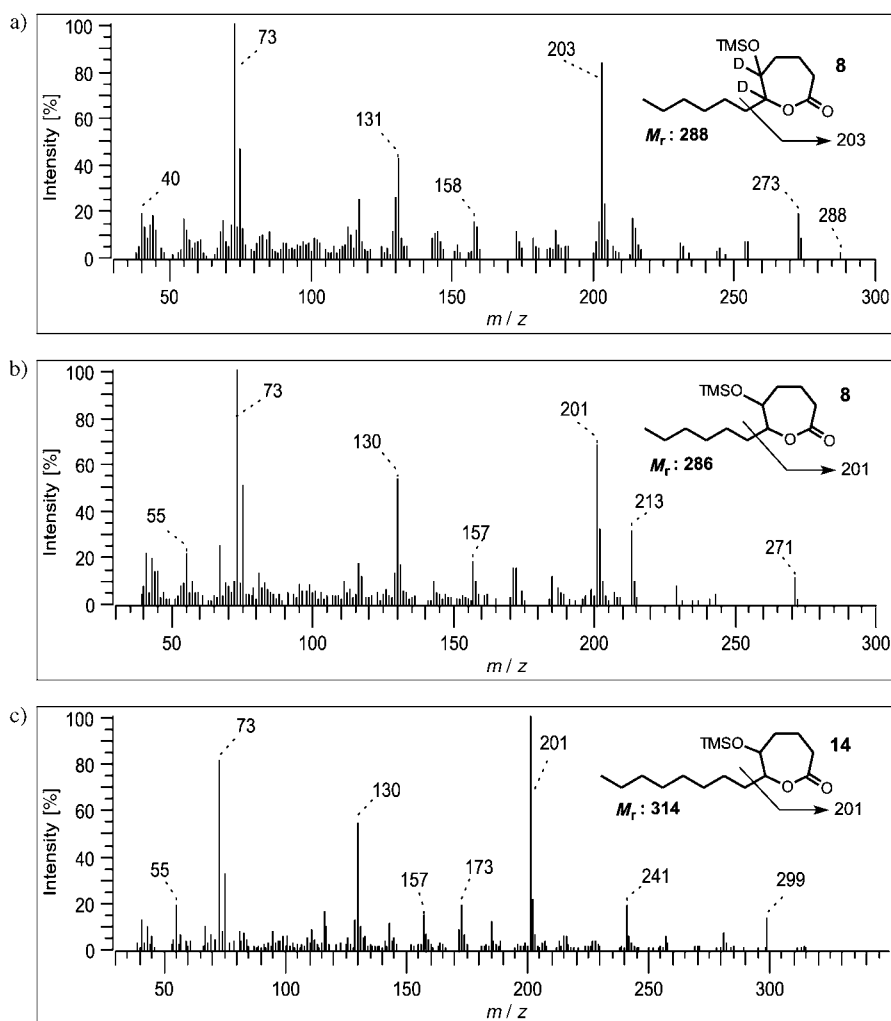 a)
Intensity [%]
100
80
60
40
20
0
73
40
131
158
203
273
288
TMSO
D
D
O
O
8
Mr: 288
203
50
100
150
200
250
300
m / z
b)
Intensity [%]
100
80
60
40
20
0
73
55
130
157
201
213
271
TMSO
O
O
8
Mr: 286
201
50
100
150
200
250
300
m / z
c)
Intensity [%]
100
80
60
40
20
0
73
55
130
157
173
201
241
299
TMSO
O
O
14
Mr: 314
201
50
100
150
200
250
300
m / z